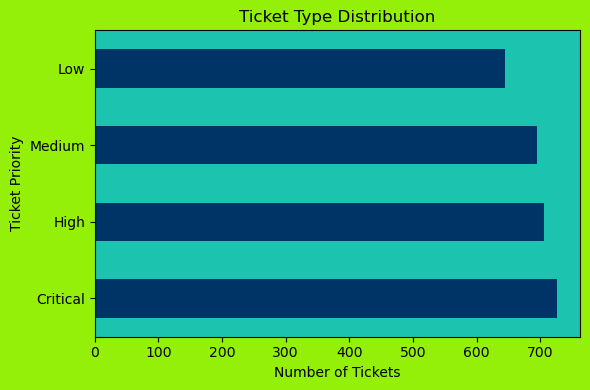 Ticket Type Distribution
Ticket Priority
Low
Medium
High
Critical
0 100 200 300 400 500 600 700
Number of Tickets